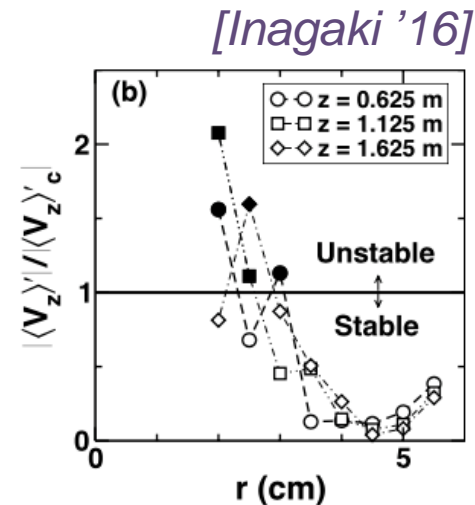 [Inagaki '16]
(b)
z = 0.625 m
z = 1.125 m
z = 1.625 m
|⟨V_z⟩'|/|⟨V_z⟩'_c|
2
1
0
Unstable
Stable
0
5
r (cm)